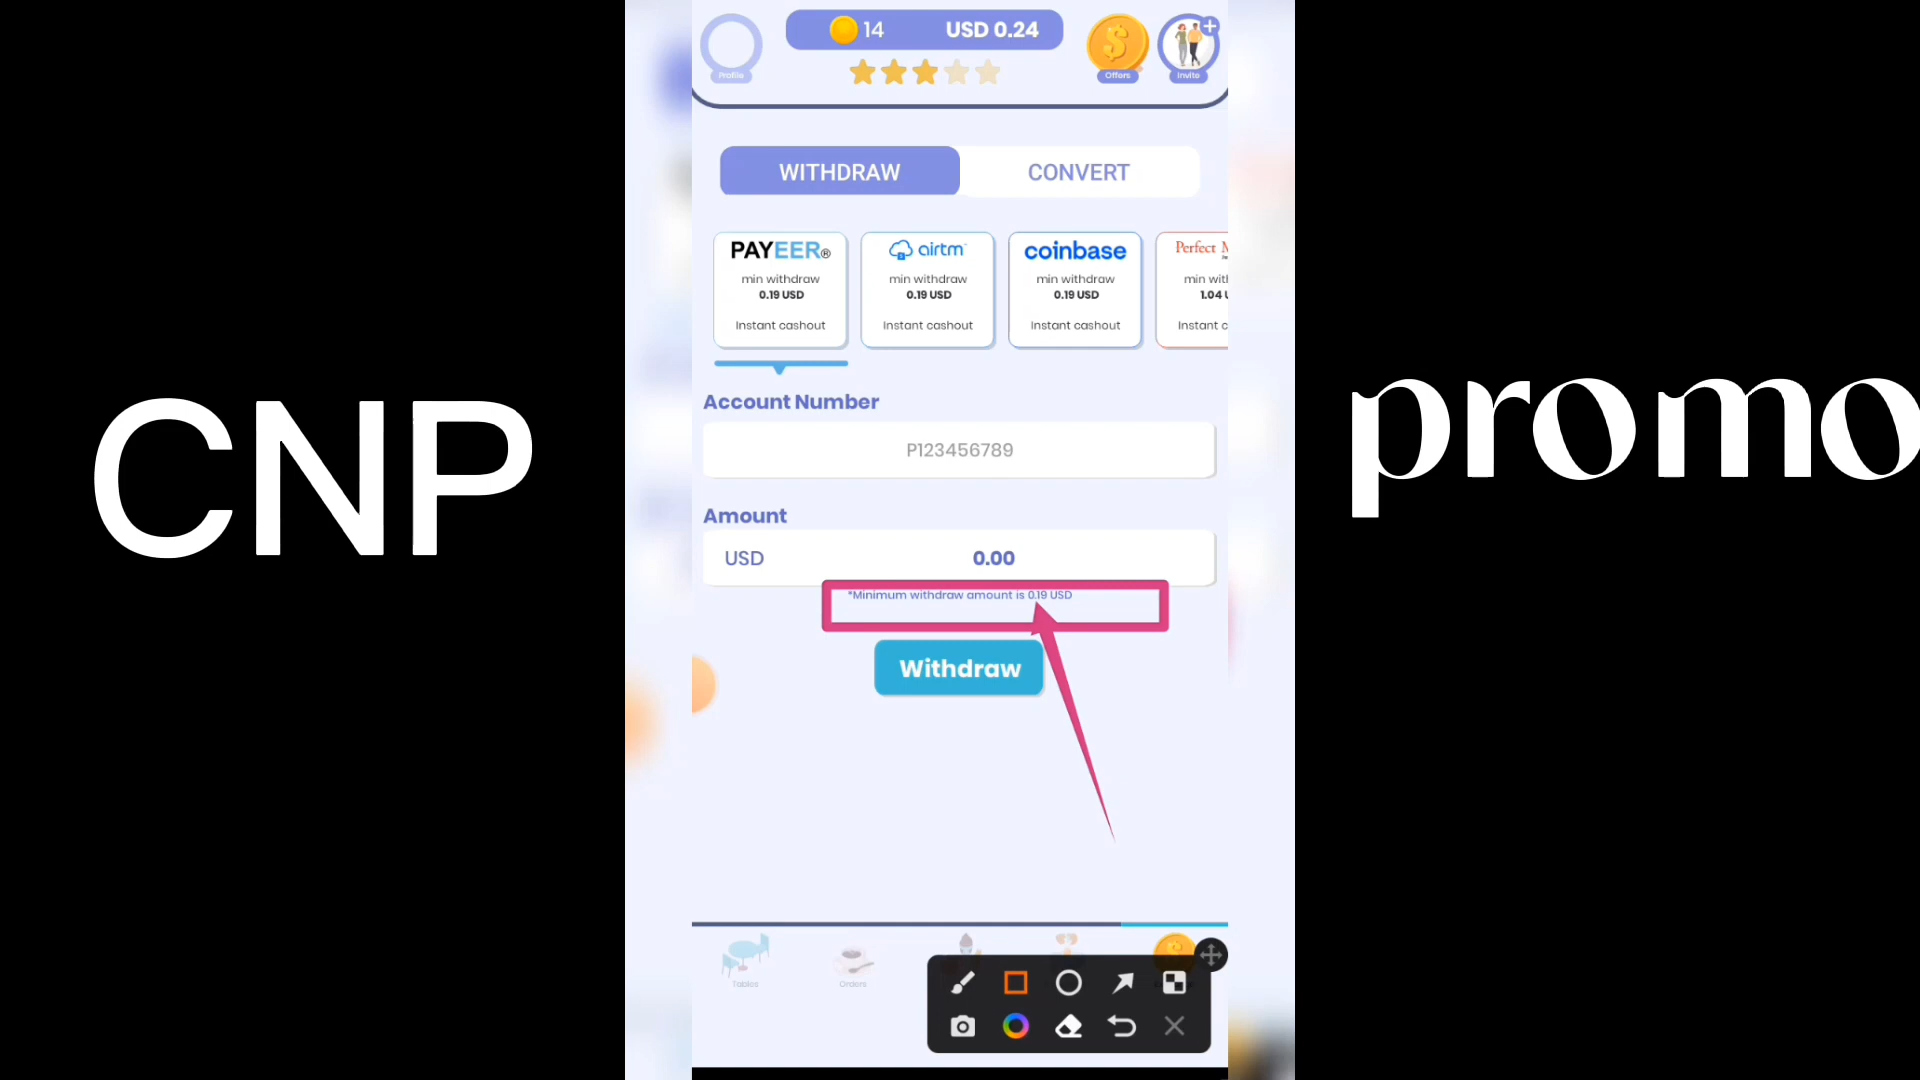 14 USD 0.24
Profile
Offers
Invite
WITHDRAW CONVERT
PAYEER®
min withdraw
0.19 USD
Instant cashout
airtm
min withdraw
0.19 USD
Instant cashout
coinbase
min withdraw
0.19 USD
Instant cashout
Perfect M
min wit
1.04 U
Instant c
Account Number
P123456789
Amount
USD 0.00
*Minimum withdraw amount is 0.19 USD
Withdraw
Tables
Orders
CNP
promo